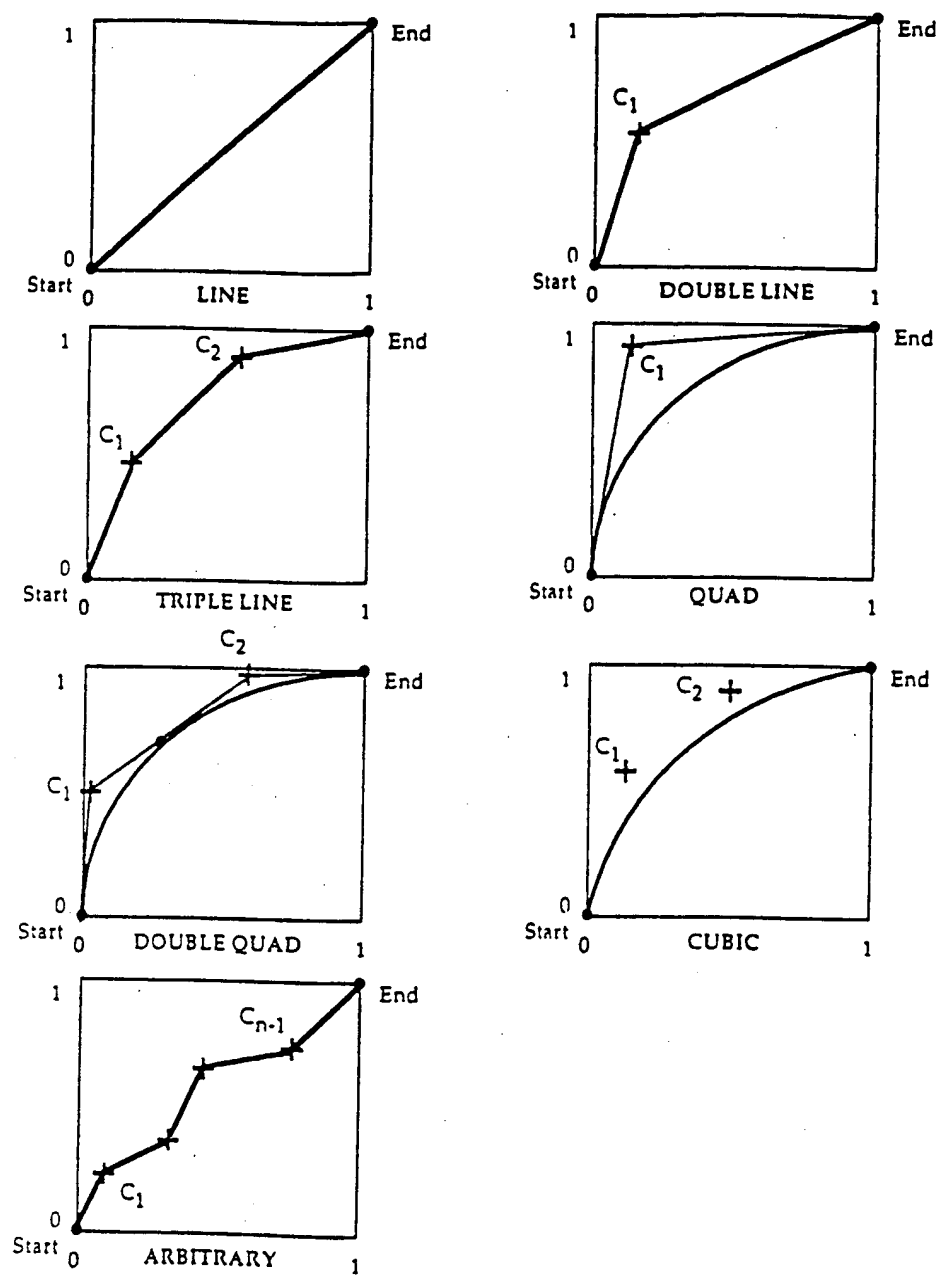 1
End
0
Start
0
LINE
1
1
End
C1
0
Start
0
DOUBLE LINE
1
1
End
C2
C1
0
Start
0
TRIPLE LINE
1
1
End
C1
0
Start
0
QUAD
1
C2
1
End
C1
0
Start
0
DOUBLE QUAD
1
1
End
C2
C1
0
Start
0
CUBIC
1
1
End
Cn-1
C1
0
Start
0
ARBITRARY
1